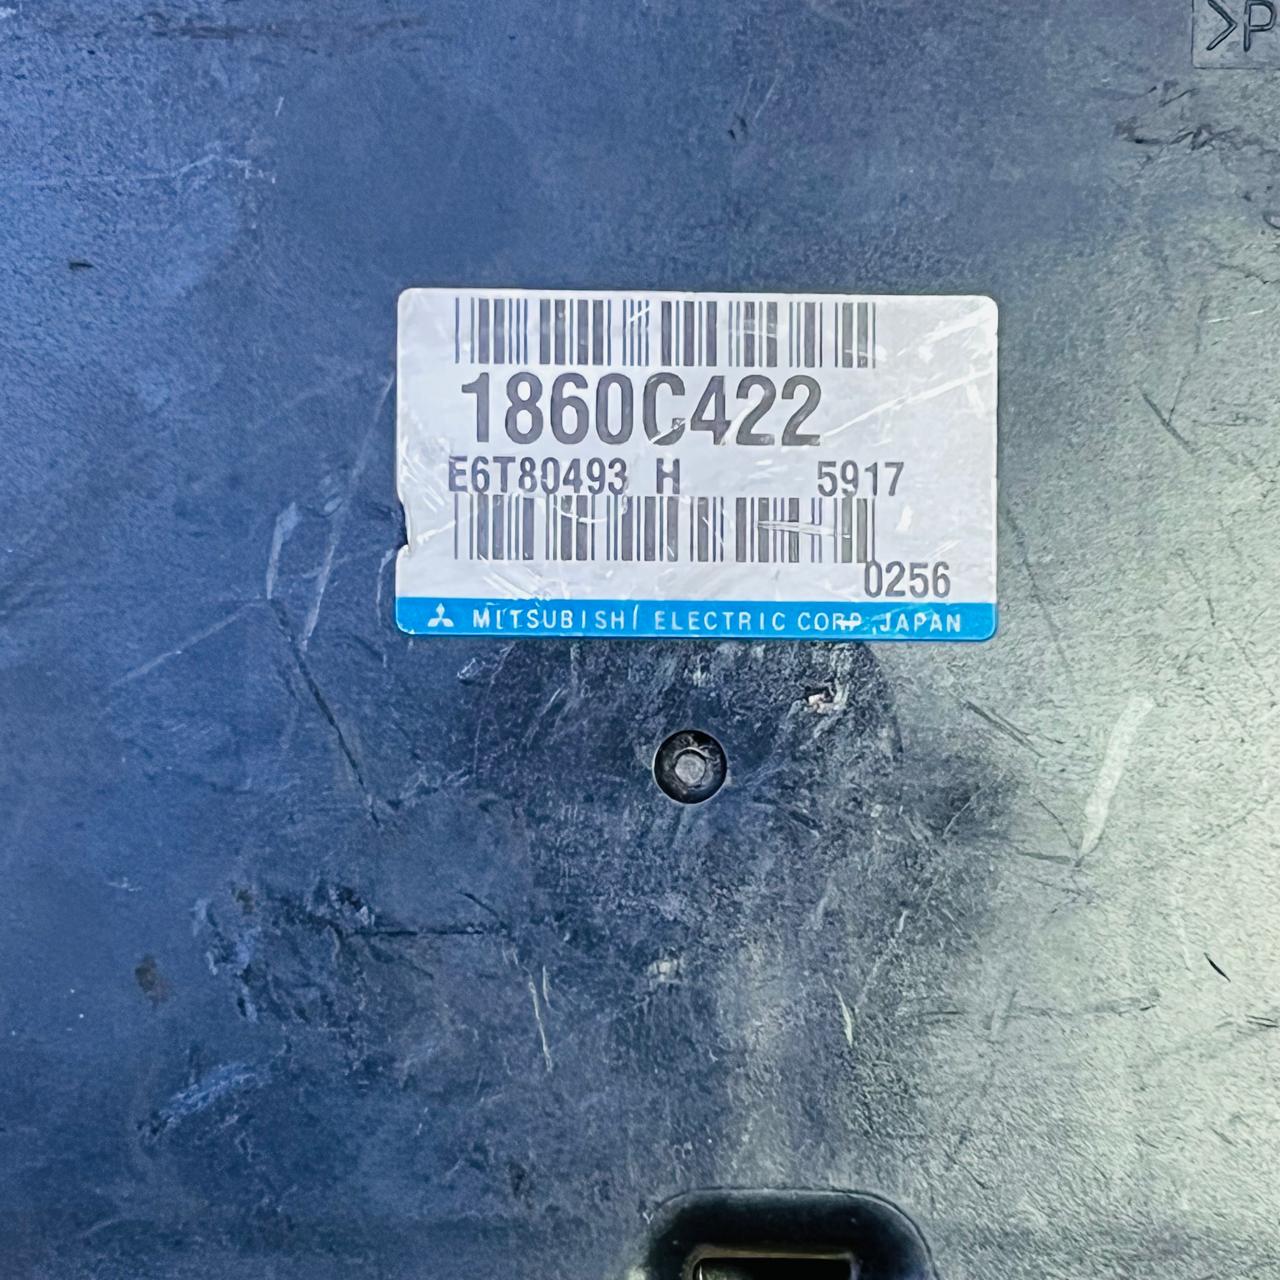 >P
1860C422
E6T80493 H 5917
0256
MITSUBISHI ELECTRIC CORP. JAPAN